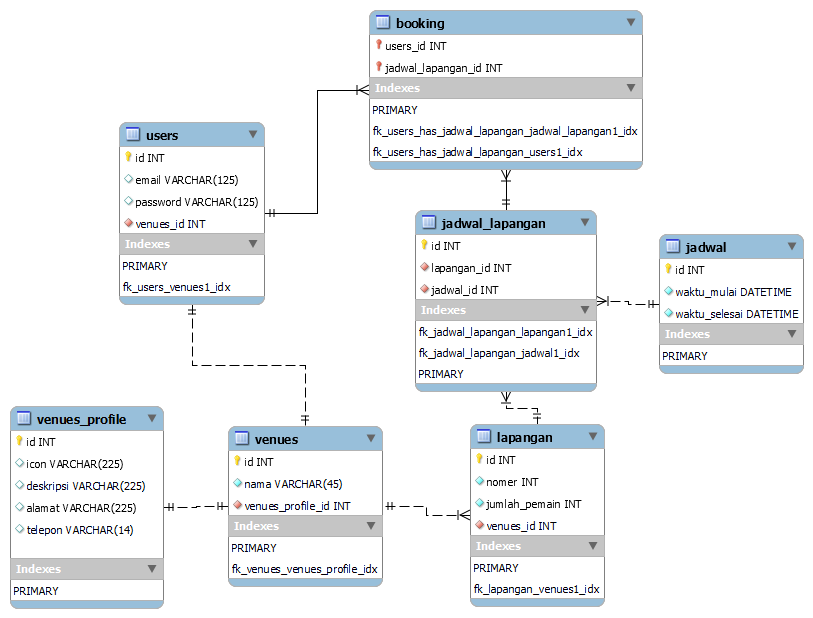 booking
users_id INT
jadwal_lapangan_id INT
Indexes
PRIMARY
fk_users_has_jadwal_lapangan_jadwal_lapangan1_idx
fk_users_has_jadwal_lapangan_users1_idx
users
id INT
email VARCHAR(125)
password VARCHAR(125)
venues_id INT
Indexes
PRIMARY
fk_users_venues1_idx
jadwal_lapangan
id INT
lapangan_id INT
jadwal_id INT
Indexes
fk_jadwal_lapangan_lapangan1_idx
fk_jadwal_lapangan_jadwal1_idx
PRIMARY
jadwal
id INT
waktu_mulai DATETIME
waktu_selesai DATETIME
Indexes
PRIMARY
venues_profile
id INT
icon VARCHAR(225)
deskripsi VARCHAR(225)
alamat VARCHAR(225)
telepon VARCHAR(14)
Indexes
PRIMARY
venues
id INT
nama VARCHAR(45)
venues_profile_id INT
Indexes
PRIMARY
fk_venues_venues_profile_idx
lapangan
id INT
nomer INT
jumlah_pemain INT
venues_id INT
Indexes
PRIMARY
fk_lapangan_venues1_idx